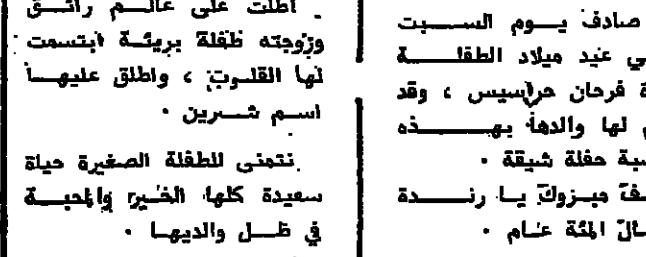 صادف يوم السبت
عيد ميلاد الطفلة
فرحان حراسيس ، وقد
لها والدها بهذه
حفلة شيقة .
مبروك يا رندة
المئة عام .
أطلت على عالم رائق
وزوجته طفلة بريئة ابتسمت
لها القلوب ، واطلق عليها
اسم شرين .
نتمنى للطفلة الصغيرة حياة
سعيدة كلها الخير والمحبة
في ظل والديها .